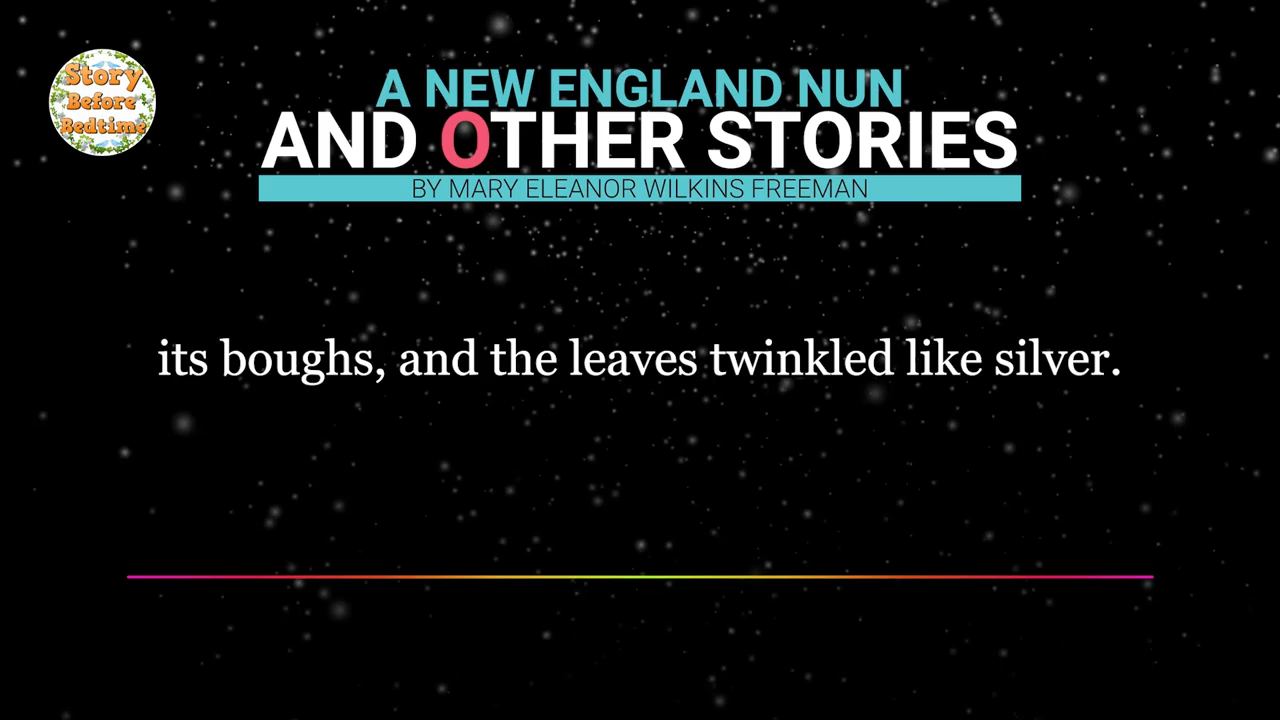 Story
Before
Bedtime
A NEW ENGLAND NUN
AND OTHER STORIES
BY MARY ELEANOR WILKINS FREEMAN
its boughs, and the leaves twinkled like silver.